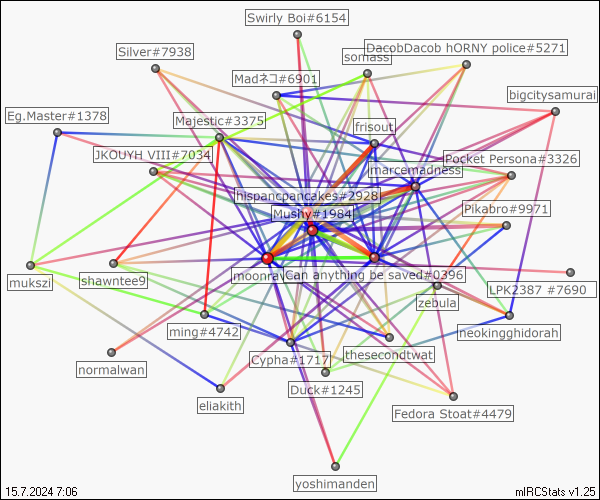 Swirly Boi#6154
Silver#7938
DacobDacob hORNY police#5271
somass
Madネコ#6901
bigcitysamurai
Eg.Master#1378
Majestic#3375
frisout
JKOUYH VIII#7034
Pocket Persona#3326
marcemadness
hispancpancakes#2928
Mushy#1984
Pikabro#9971
mukszi
shawntee9
moonrav
Can anything be saved#0396
LPK2387 #7690
zebula
ming#4742
neokingghidorah
Cypha#1717
thesecondtwat
normalwan
Duck#1245
eliakith
Fedora Stoat#4479
yoshimanden
15.7.2024 7:06
mIRCStats v1.25